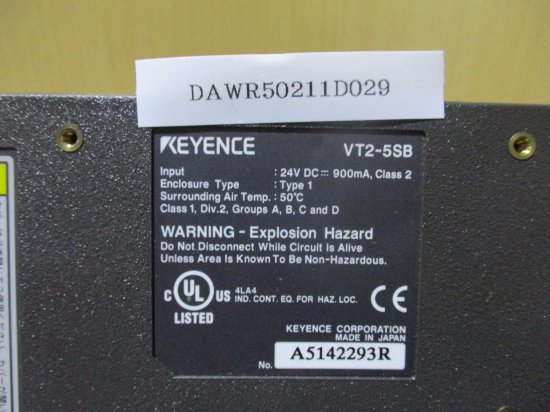 DAWR50211D029
KEYENCE VT2-5SB
Input : 24V DC⎓ 900mA, Class 2
Enclosure Type : Type 1
Surrounding Air Temp. : 50°C
Class 1, Div.2, Groups A, B, C and D
WARNING - Explosion Hazard
Do Not Disconnect While Circuit Is Alive
Unless Area Is Known To Be Non-Hazardous.
C UL US 4LA4
IND. CONT. EQ. FOR HAZ. LOC. CE
LISTED
KEYENCE CORPORATION
MADE IN JAPAN
No. A5142293R